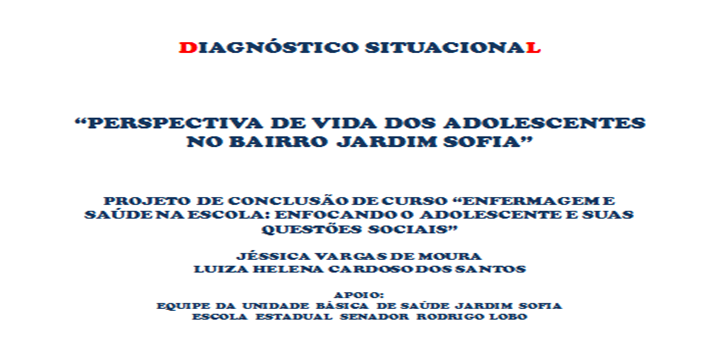 DIAGNÓSTICO SITUACIONAL
“PERSPECTIVA DE VIDA DOS ADOLESCENTES
NO BAIRRO JARDIM SOFIA”
PROJETO DE CONCLUSÃO DE CURSO “ENFERMAGEM E
SAÚDE NA ESCOLA: ENFOCANDO O ADOLESCENTE E SUAS
QUESTÕES SOCIAIS”
JÉSSICA VARGAS DE MOURA
LUIZA HELENA CARDOSO DOS SANTOS
APOIO:
EQUIPE DA UNIDADE BÁSICA DE SAÚDE JARDIM SOFIA
ESCOLA ESTADUAL SENADOR RODRIGO LOBO